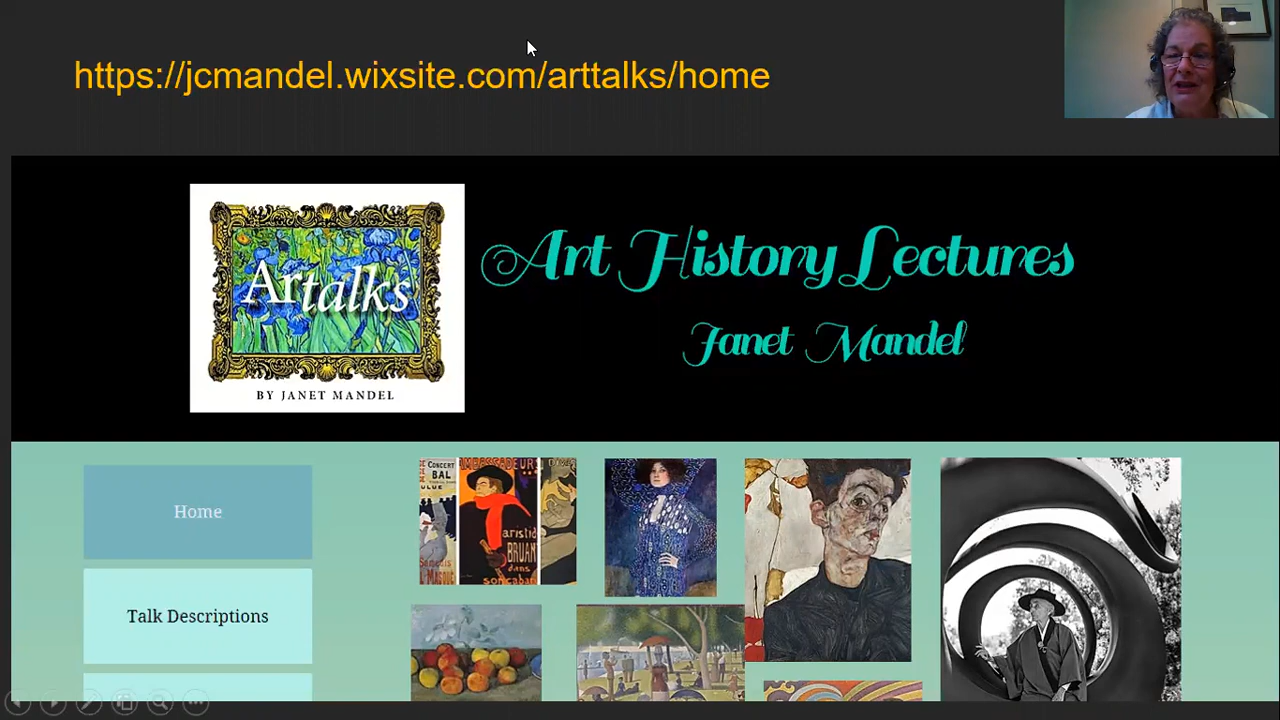 https://jcmandel.wixsite.com/arttalks/home
Artalks
BY JANET MANDEL
Art History Lectures
Janet Mandel
Home
Talk Descriptions
CONCERT
BAL
AMBASSADEURS
aristide
BRUANT
dans
son cabaret